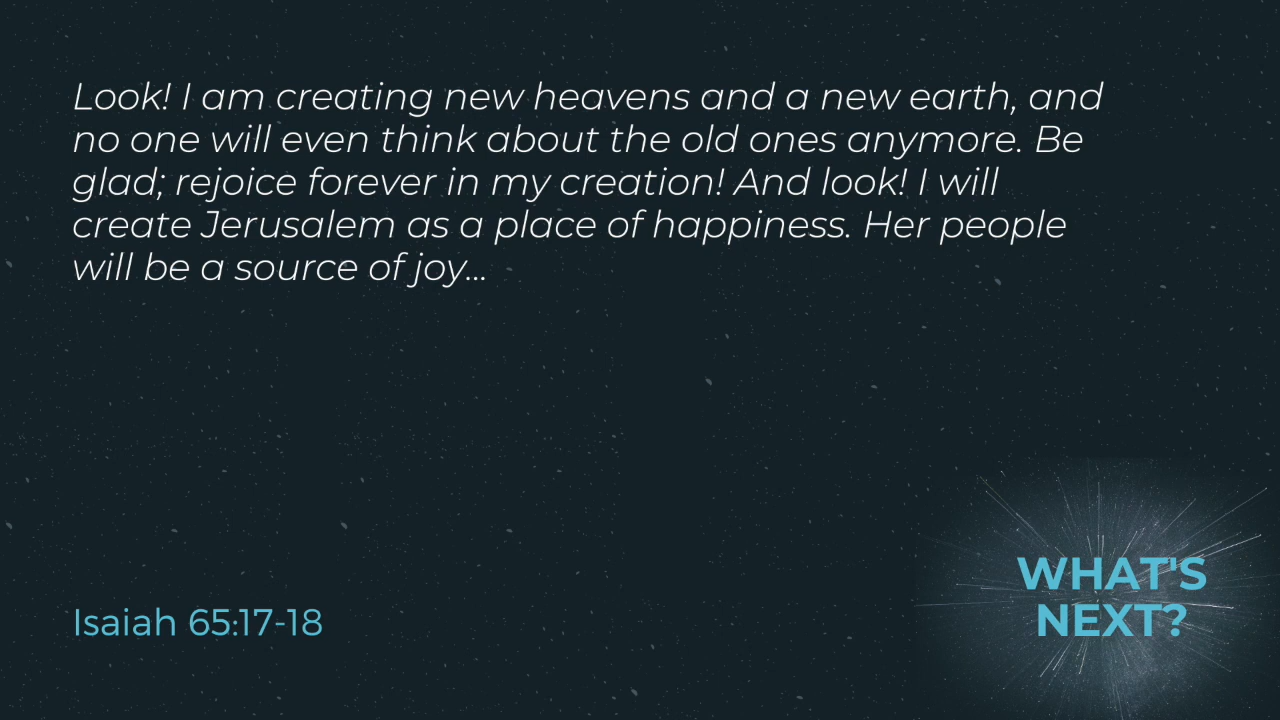 Look! I am creating new heavens and a new earth, and
no one will even think about the old ones anymore. Be
glad; rejoice forever in my creation! And look! I will
create Jerusalem as a place of happiness. Her people
will be a source of joy...
Isaiah 65:17-18
WHAT'S
NEXT?